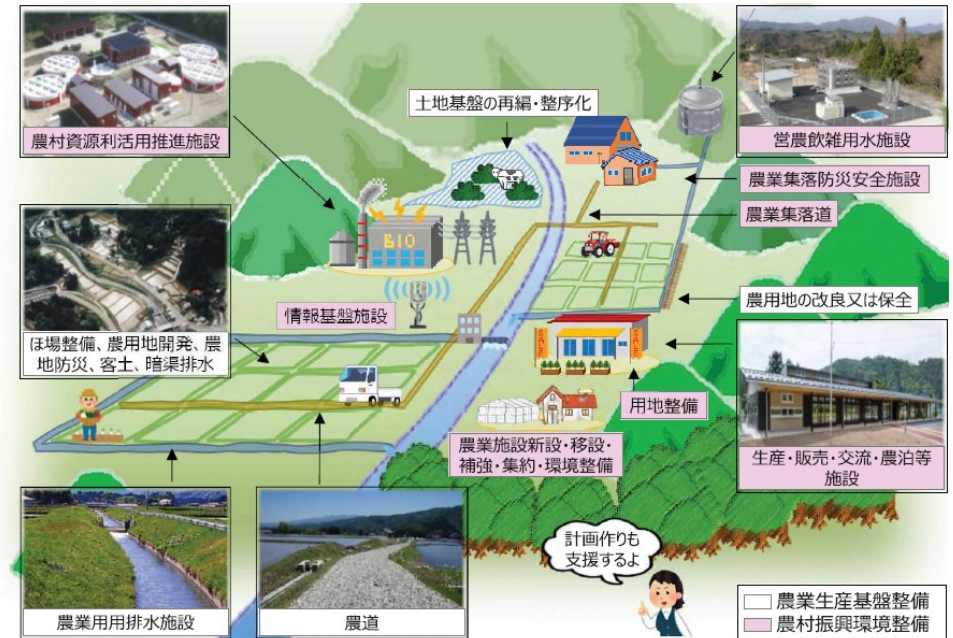 農村資源利活用推進施設
土地基盤の再編・整序化
営農飲雑用水施設
農業集落防災安全施設
農業集落道
BIO
情報基盤施設
農用地の改良又は保全
ほ場整備、農用地開発、農
地防災、客土、暗渠排水
SALE
SALE
用地整備
農業施設新設・移設・
補強・集約・環境整備
生産・販売・交流・農泊等
施設
計画作りも
支援するよ
農業用用排水施設
農道
農業生産基盤整備
農村振興環境整備